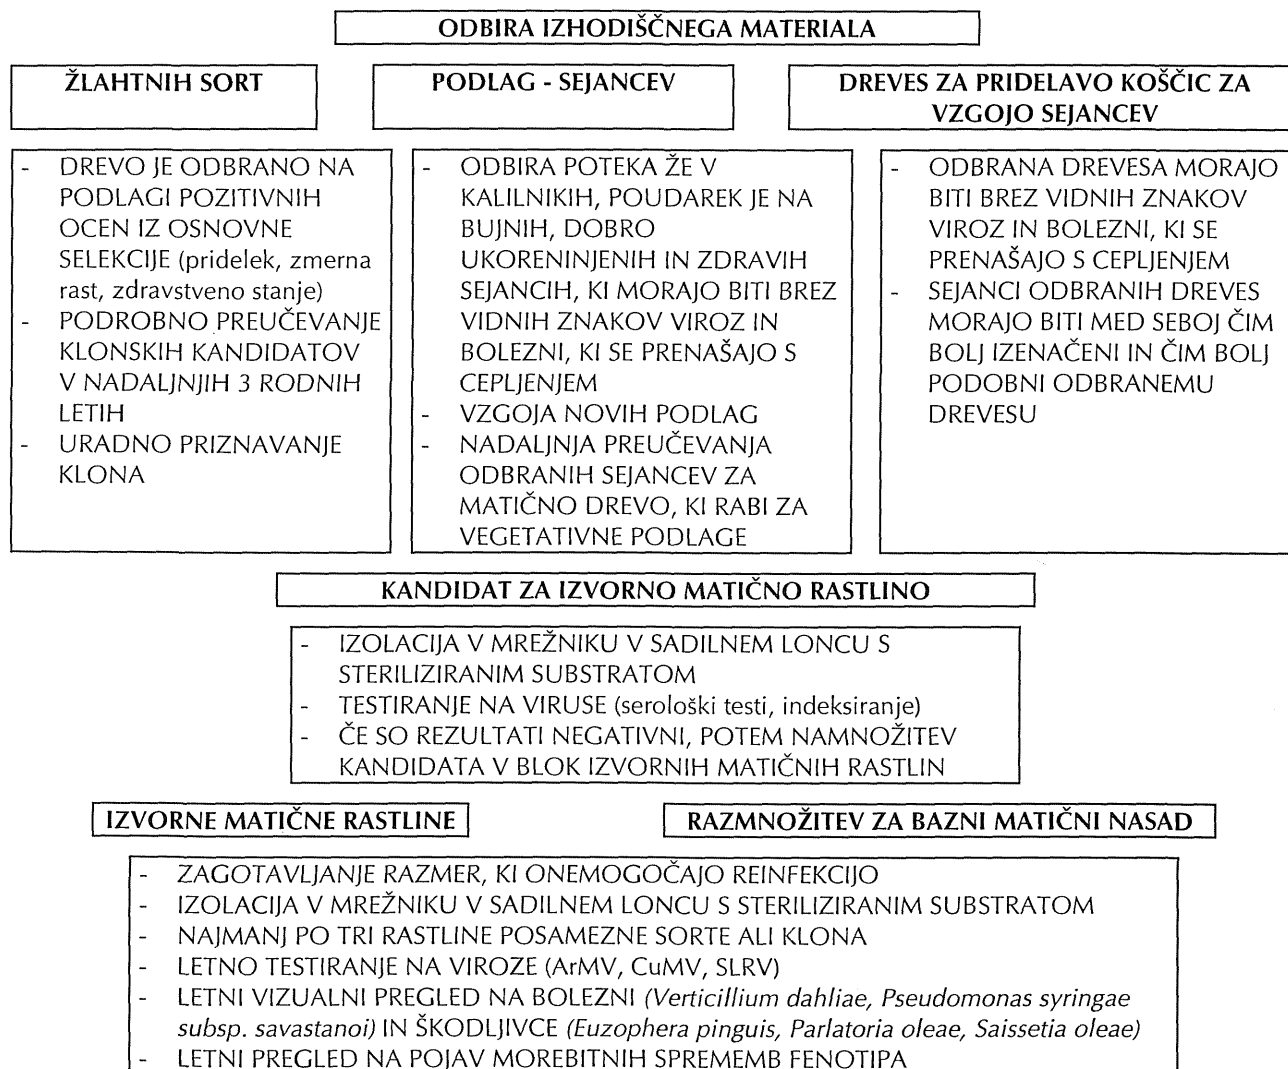 ODBIRA IZHODIŠČNEGA MATERIALA
ŽLAHTNIH SORT
PODLAG - SEJANCEV
DREVES ZA PRIDELAVO KOŠČIC ZA
VZGOJO SEJANCEV
- DREVO JE ODBRANO NA
PODLAGI POZITIVNIH
OCEN IZ OSNOVNE
SELEKCIJE (pridelek, zmerna
rast, zdravstveno stanje)
- PODROBNO PREUČEVANJE
KLONSKIH KANDIDATOV
V NADALJNJIH 3 RODNIH
LETIH
- URADNO PRIZNAVANJE
KLONA
- ODBIRA POTEKA ŽE V
KALILNIKIH, POUDAREK JE NA
BUJNIH, DOBRO
UKORENINJENIH IN ZDRAVIH
SEJANCIH, KI MORAJO BITI BREZ
VIDNIH ZNAKOV VIROZ IN
BOLEZNI, KI SE PRENAŠAJO S
CEPLJENJEM
- VZGOJA NOVIH PODLAG
- NADALJNJA PREUČEVANJA
ODBRANIH SEJANCEV ZA
MATIČNO DREVO, KI RABI ZA
VEGETATIVNE PODLAGE
- ODBRANA DREVESA MORAJO
BITI BREZ VIDNIH ZNAKOV
VIROZ IN BOLEZNI, KI SE
PRENAŠAJO S CEPLJENJEM
- SEJANCI ODBRANIH DREVES
MORAJO BITI MED SEBOJ ČIM
BOLJ IZENAČENI IN ČIM BOLJ
PODOBNI ODBRANEMU
DREVESU
KANDIDAT ZA IZVORNO MATIČNO RASTLINO
- IZOLACIJA V MREŽNIKU V SADILNEM LONCU S
STERILIZIRANIM SUBSTRATOM
- TESTIRANJE NA VIRUSE (serološki testi, indeksiranje)
- ČE SO REZULTATI NEGATIVNI, POTEM NAMNOŽITEV
KANDIDATA V BLOK IZVORNIH MATIČNIH RASTLIN
IZVORNE MATIČNE RASTLINE
RAZMNOŽITEV ZA BAZNI MATIČNI NASAD
- ZAGOTAVLJANJE RAZMER, KI ONEMOGOČAJO REINFEKCIJO
- IZOLACIJA V MREŽNIKU V SADILNEM LONCU S STERILIZIRANIM SUBSTRATOM
- NAJMANJ PO TRI RASTLINE POSAMEZNE SORTE ALI KLONA
- LETNO TESTIRANJE NA VIROZE (ArMV, CuMV, SLRV)
- LETNI VIZUALNI PREGLED NA BOLEZNI (Verticillium dahliae, Pseudomonas syringae
subsp. savastanoi) IN ŠKODLJIVCE (Euzophera pinguis, Parlatoria oleae, Saissetia oleae)
- LETNI PREGLED NA POJAV MOREBITNIH SPREMEMB FENOTIPA